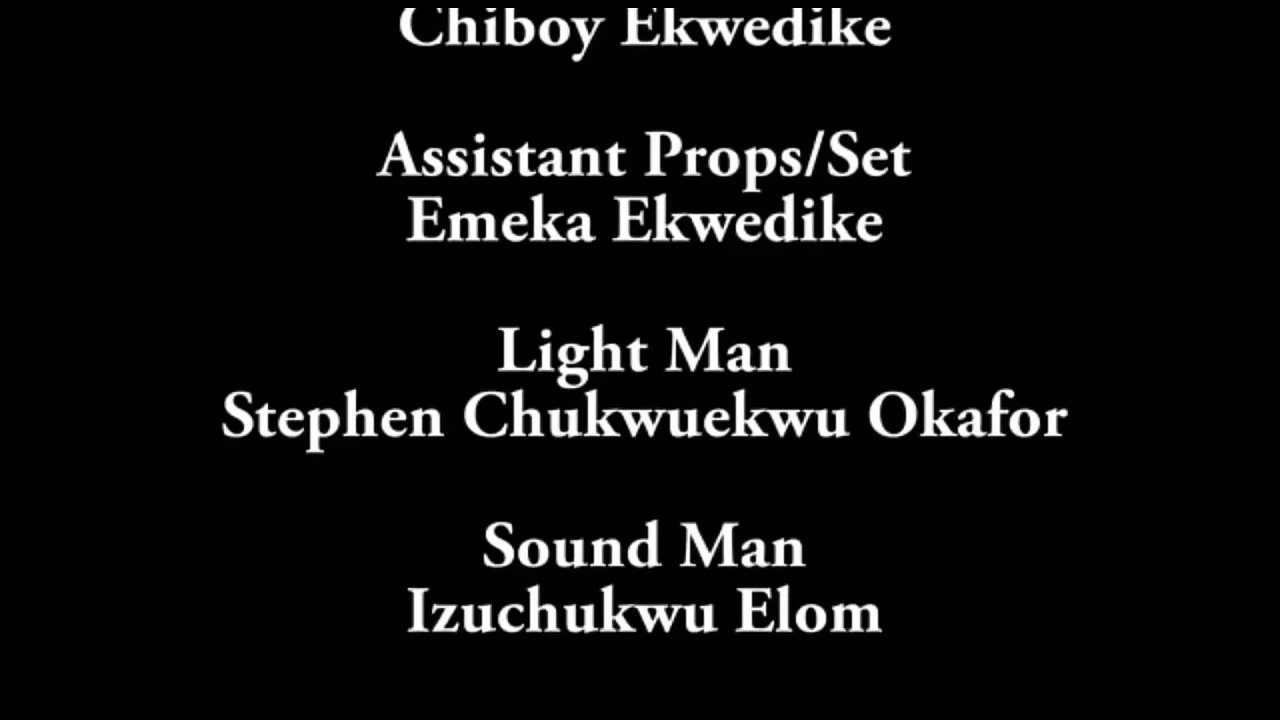 Chiboy Ekwedike
Assistant Props/Set
Emeka Ekwedike
Light Man
Stephen Chukwuekwu Okafor
Sound Man
Izuchukwu Elom